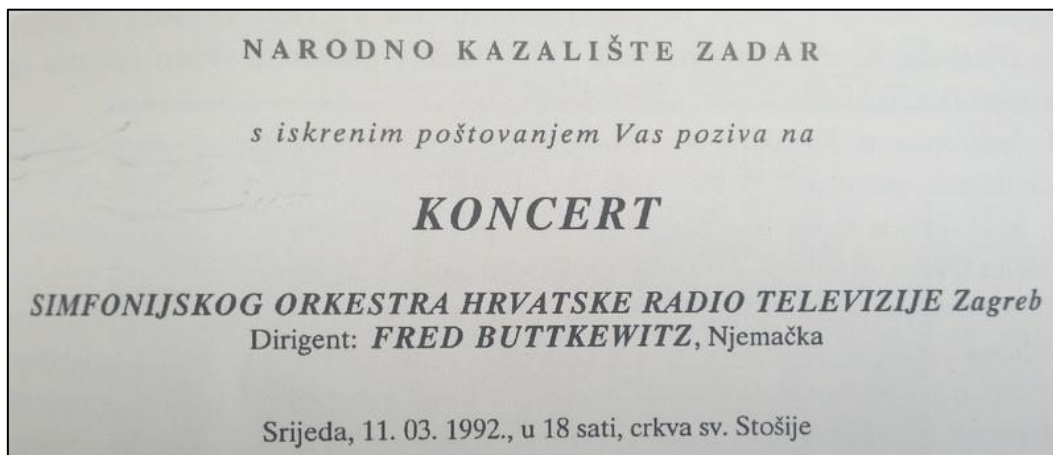 NARODNO KAZALIŠTE ZADAR
s iskrenim poštovanjem Vas poziva na
KONCERT
SIMFONIJSKOG ORKESTRA HRVATSKE RADIO TELEVIZIJE Zagreb
Dirigent: FRED BUTTKEWITZ, Njemačka
Srijeda, 11. 03. 1992., u 18 sati, crkva sv. Stošije